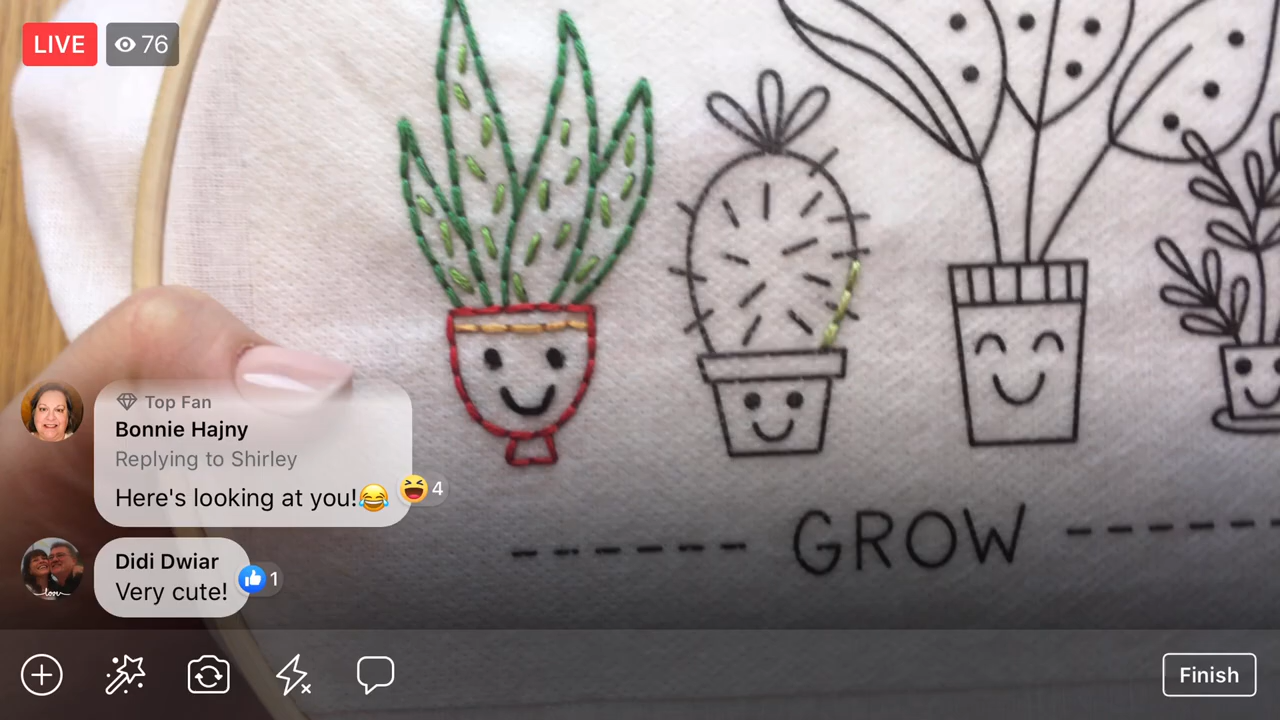 LIVE 76
Top Fan
Bonnie Hajny
Replying to Shirley
Here's looking at you!😂
4
Didi Dwiar
Very cute!
1
love
GROW
Finish